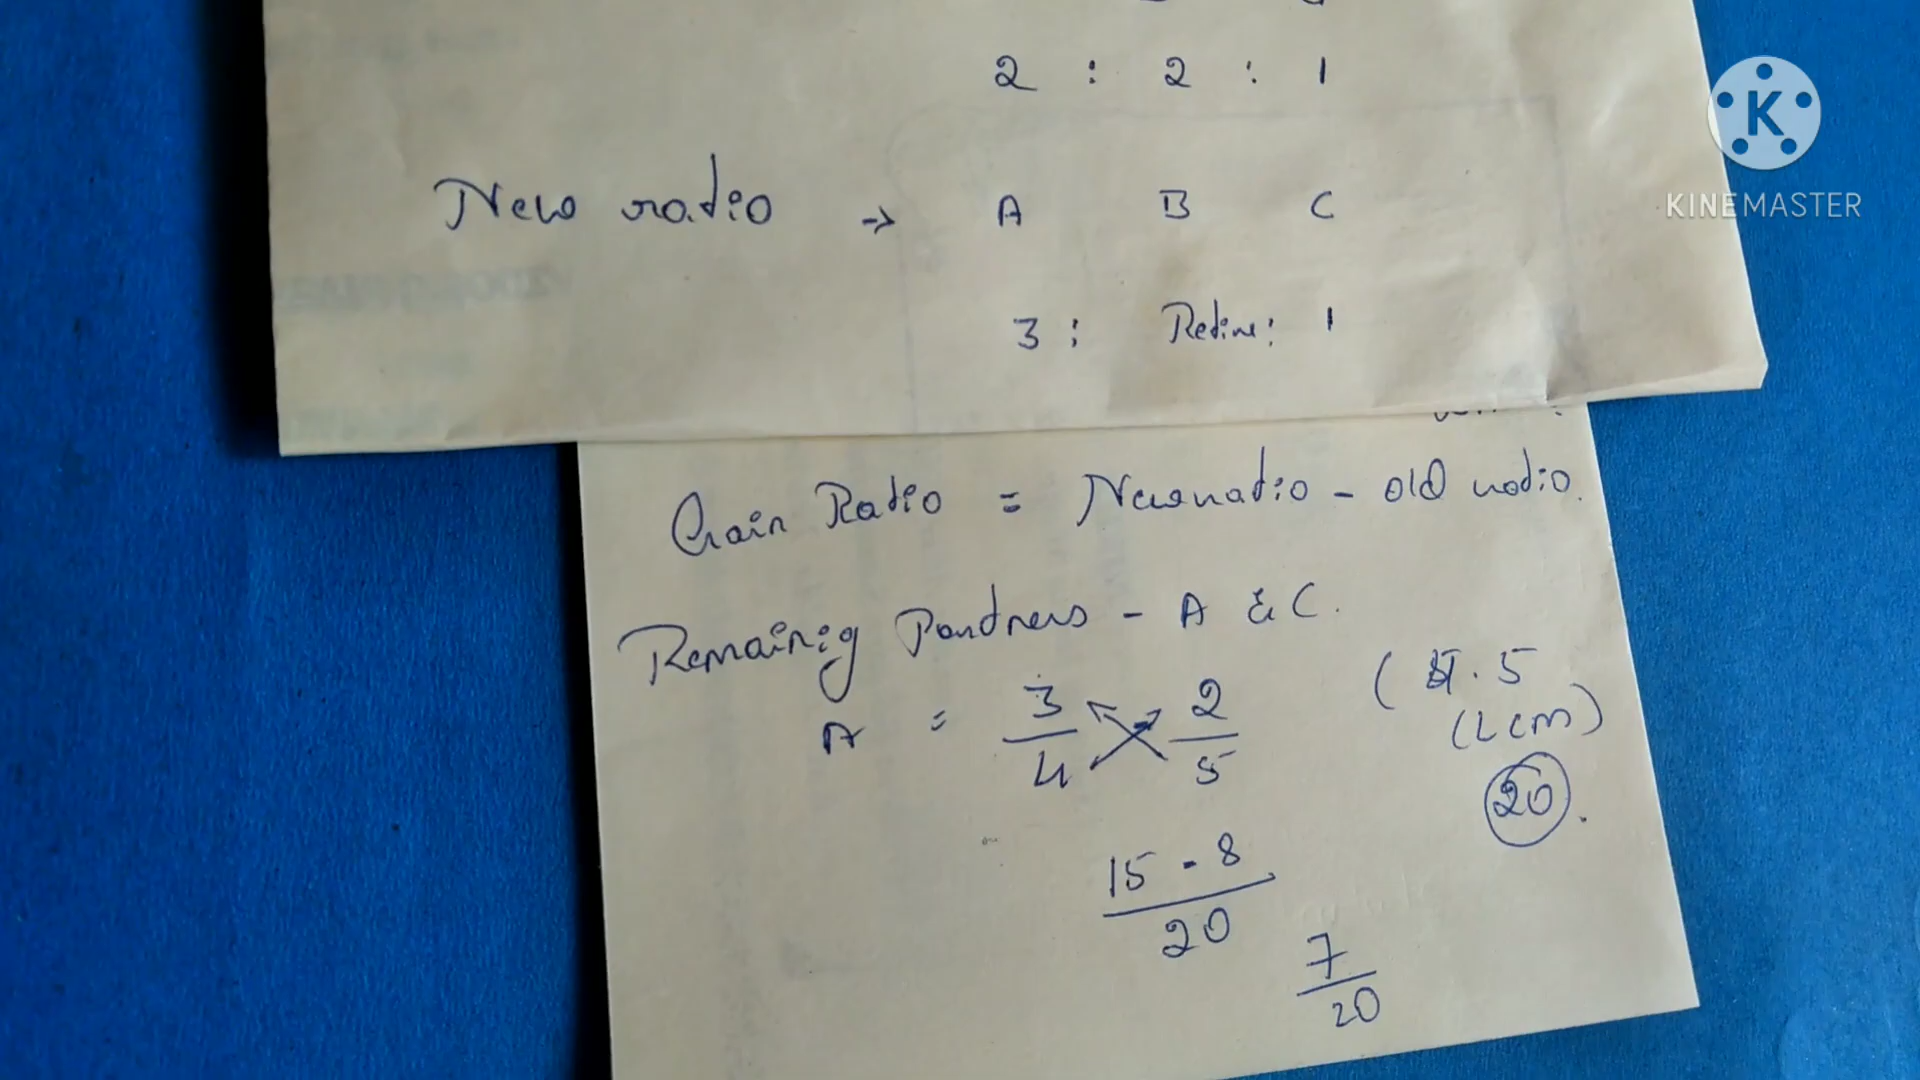 2 : 2 : 1
K
KINEMASTER
New ratio → A B C
3 : Retire : 1
Gain Ratio = New ratio - old ratio.
Remainig Partners - A & C.
A = 3/4 2/5 (4.5
(Lcm)
20.
15 - 8
20
7
20